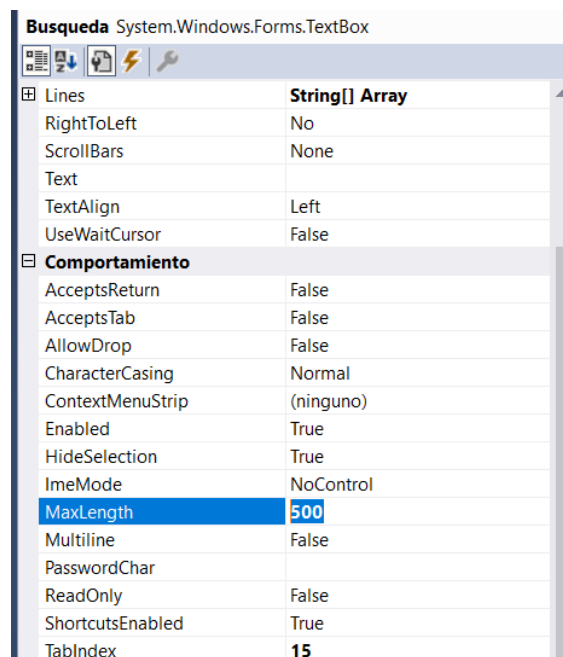 Busqueda System.Windows.Forms.TextBox
Lines String[] Array
RightToLeft No
ScrollBars None
Text
TextAlign Left
UseWaitCursor False
Comportamiento
AcceptsReturn False
AcceptsTab False
AllowDrop False
CharacterCasing Normal
ContextMenuStrip (ninguno)
Enabled True
HideSelection True
ImeMode NoControl
MaxLength 500
Multiline False
PasswordChar
ReadOnly False
ShortcutsEnabled True
TabIndex 15